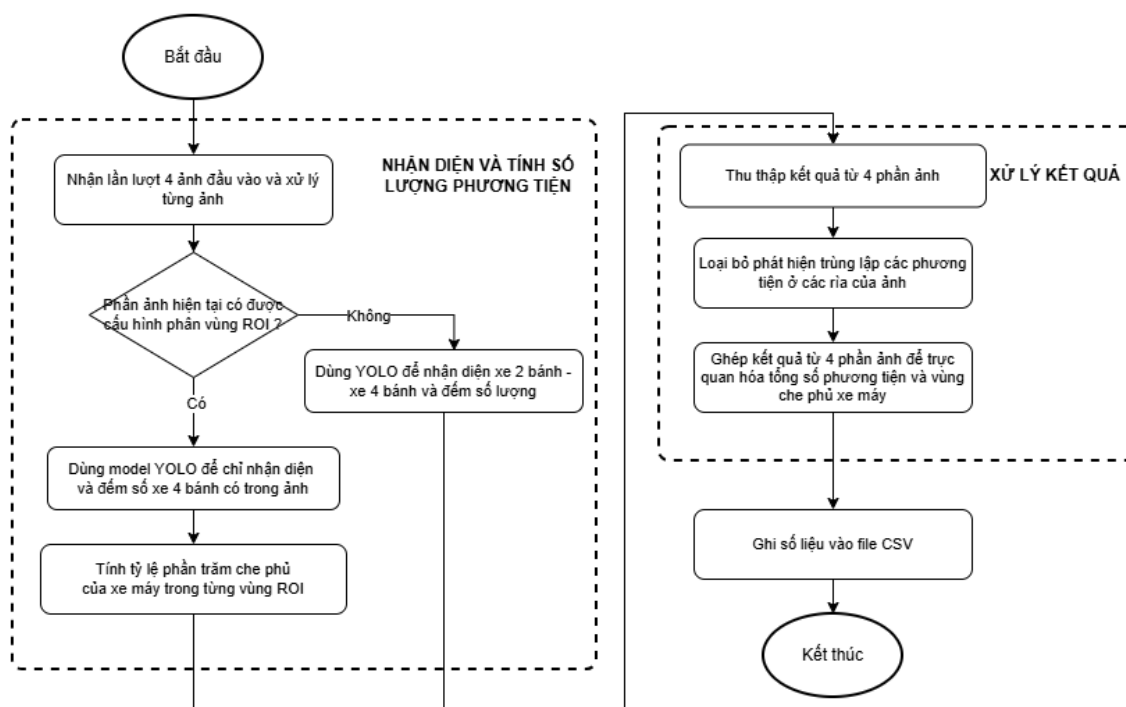 Bắt đầu
NHẬN DIỆN VÀ TÍNH SỐ
LƯỢNG PHƯƠNG TIỆN
Nhận lần lượt 4 ảnh đầu vào và xử lý
từng ảnh
Phần ảnh hiện tại có được
cấu hình phân vùng ROI ?
Không
Dùng YOLO để nhận diện xe 2 bánh -
xe 4 bánh và đếm số lượng
Có
Dùng model YOLO để chỉ nhận diện
và đếm số xe 4 bánh có trong ảnh
Tính tỷ lệ phần trăm che phủ
của xe máy trong từng vùng ROI
Thu thập kết quả từ 4 phần ảnh
XỬ LÝ KẾT QUẢ
Loại bỏ phát hiện trùng lập các phương
tiện ở các rìa của ảnh
Ghép kết quả từ 4 phần ảnh để trực
quan hóa tổng số phương tiện và vùng
che phủ xe máy
Ghi số liệu vào file CSV
Kết thúc